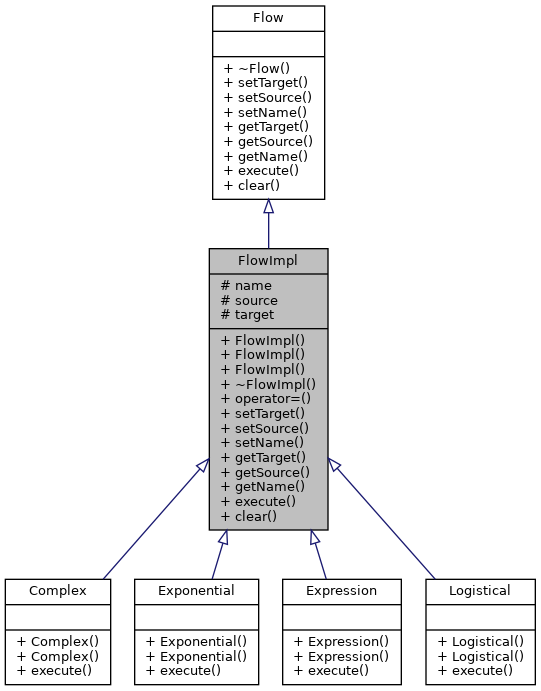 Flow
+ ~Flow()
+ setTarget()
+ setSource()
+ setName()
+ getTarget()
+ getSource()
+ getName()
+ execute()
+ clear()
FlowImpl
# name
# source
# target
+ FlowImpl()
+ FlowImpl()
+ FlowImpl()
+ ~FlowImpl()
+ operator=()
+ setTarget()
+ setSource()
+ setName()
+ getTarget()
+ getSource()
+ getName()
+ execute()
+ clear()
Complex
+ Complex()
+ Complex()
+ execute()
Exponential
+ Exponential()
+ Exponential()
+ execute()
Expression
+ Expression()
+ Expression()
+ execute()
Logistical
+ Logistical()
+ Logistical()
+ execute()